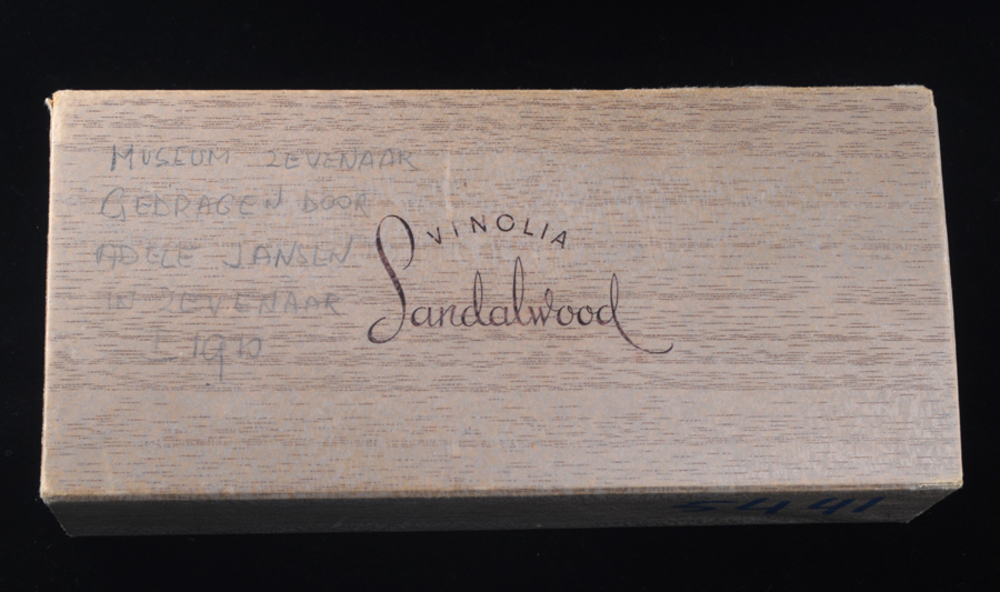 MUSEUM ZEVENAAR
GEDRAGEN DOOR
ADELE JANSEN
IN ZEVENAAR
± 1910
VINOLIA
Sandalwood
5441